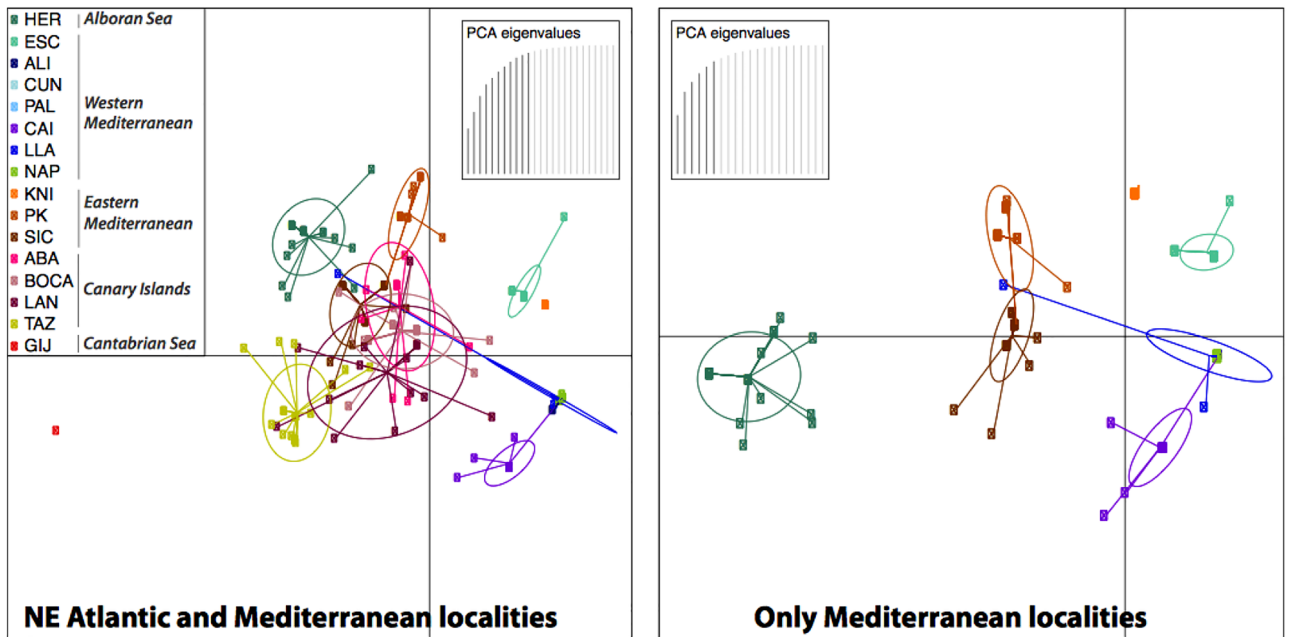 HER
Alboran Sea
ESC
ALI
CUN
PAL
CAI
LLA
NAP
Western
Mediterranean
KNI
PK
SIC
Eastern
Mediterranean
ABA
BOCA
LAN
TAZ
Canary Islands
GIJ
Cantabrian Sea
PCA eigenvalues
NE Atlantic and Mediterranean localities
PCA eigenvalues
Only Mediterranean localities